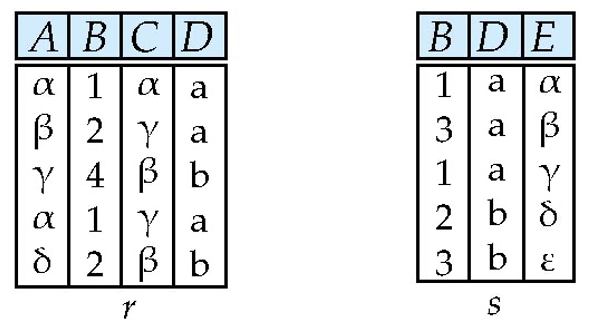 A B C D
α 1 α a
β 2 γ a
γ 4 β b
α 1 γ a
δ 2 β b
r
B D E
1 a α
3 a β
1 a γ
2 b δ
3 b ε
s